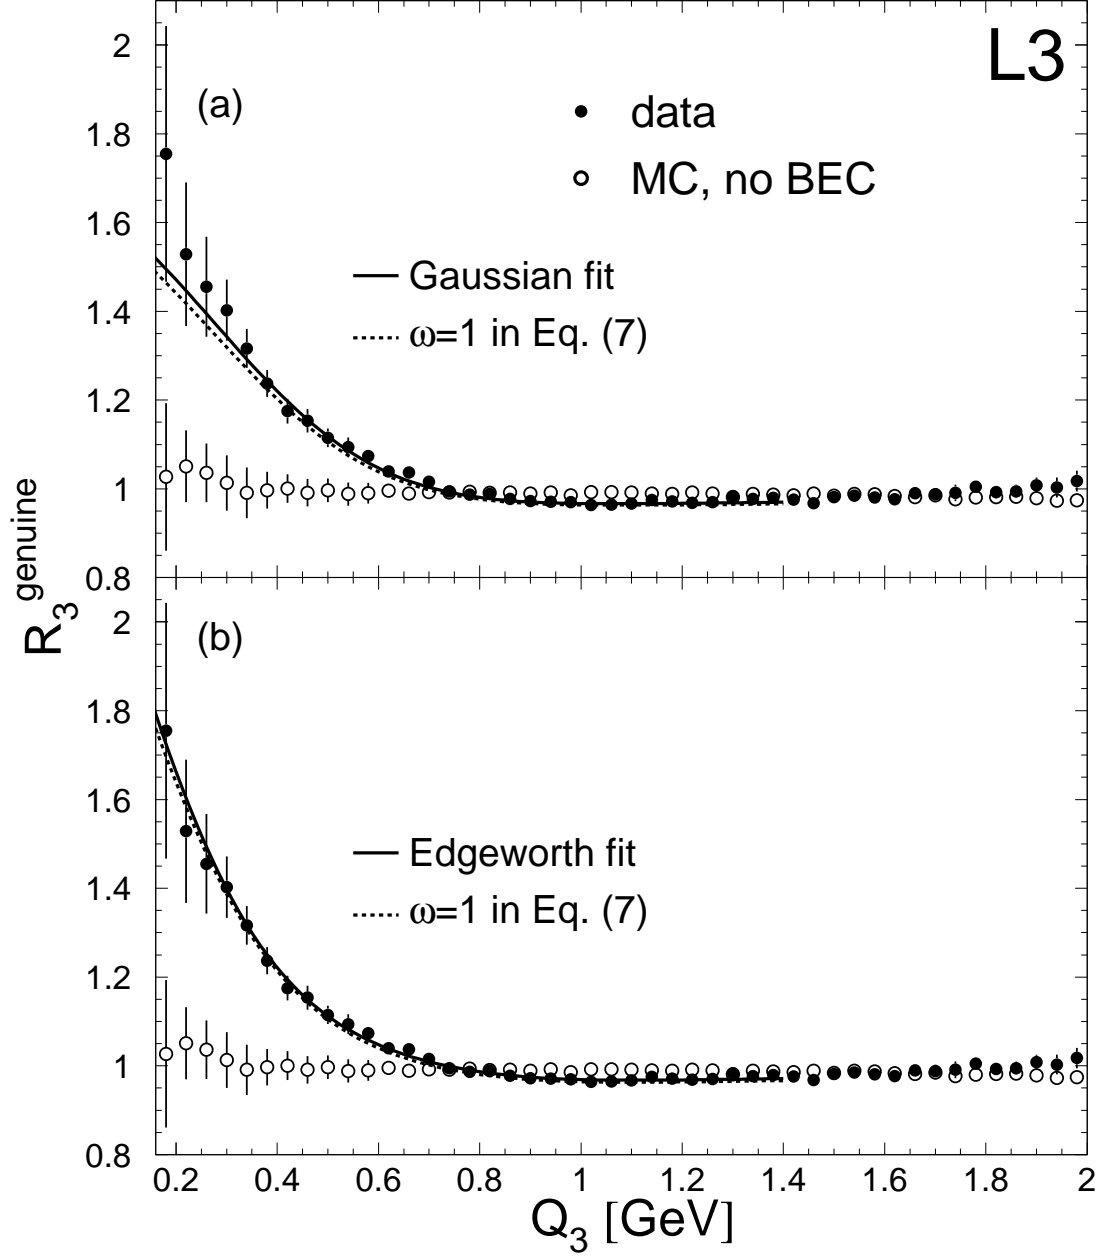 L3
(a)
data
MC, no BEC
Gaussian fit
ω=1 in Eq. (7)
2
1.8
1.6
1.4
1.2
1
0.8
R3 genuine
(b)
Edgeworth fit
ω=1 in Eq. (7)
2
1.8
1.6
1.4
1.2
1
0.8
0.2 0.4 0.6 0.8 1 1.2 1.4 1.6 1.8 2
Q3 [GeV]